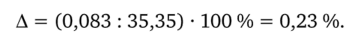 Δ = (0,083 : 35,35) · 100 % = 0,23 %.